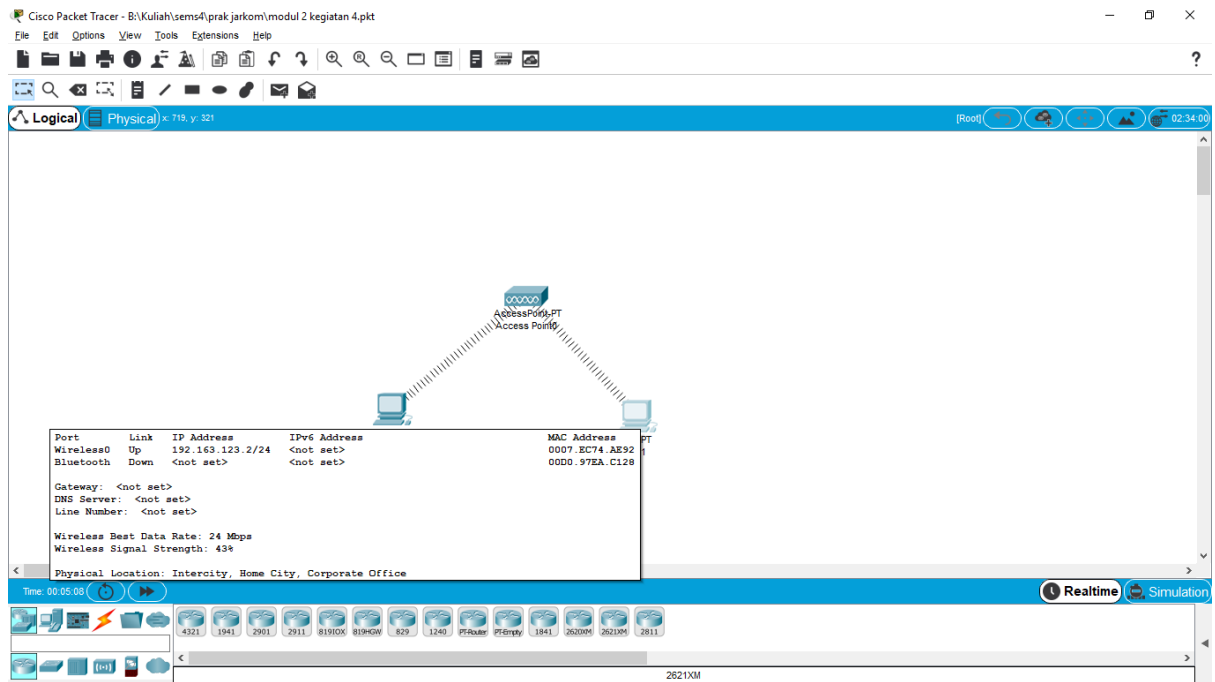 Cisco Packet Tracer - B:\Kuliah\sems4\prak jarkom\modul 2 kegiatan 4.pkt
File Edit Options View Tools Extensions Help
?
Logical Physical x: 719, y: 321 [Root] 02:34:00
AccessPoint-PT
Access Point0
PT
1
Port Link IP Address IPv6 Address MAC Address
Wireless0 Up 192.163.123.2/24 <not set> 0007.EC74.AE92
Bluetooth Down <not set> <not set> 00D0.97EA.C128
Gateway: <not set>
DNS Server: <not set>
Line Number: <not set>
Wireless Best Data Rate: 24 Mbps
Wireless Signal Strength: 43%
Physical Location: Intercity, Home City, Corporate Office
Time: 00:05:08 Realtime Simulation
4321 1941 2901 2911 819IOX 819HGW 829 1240 PT-Router PT-Empty 1841 2620XM 2621XM 2811
2621XM